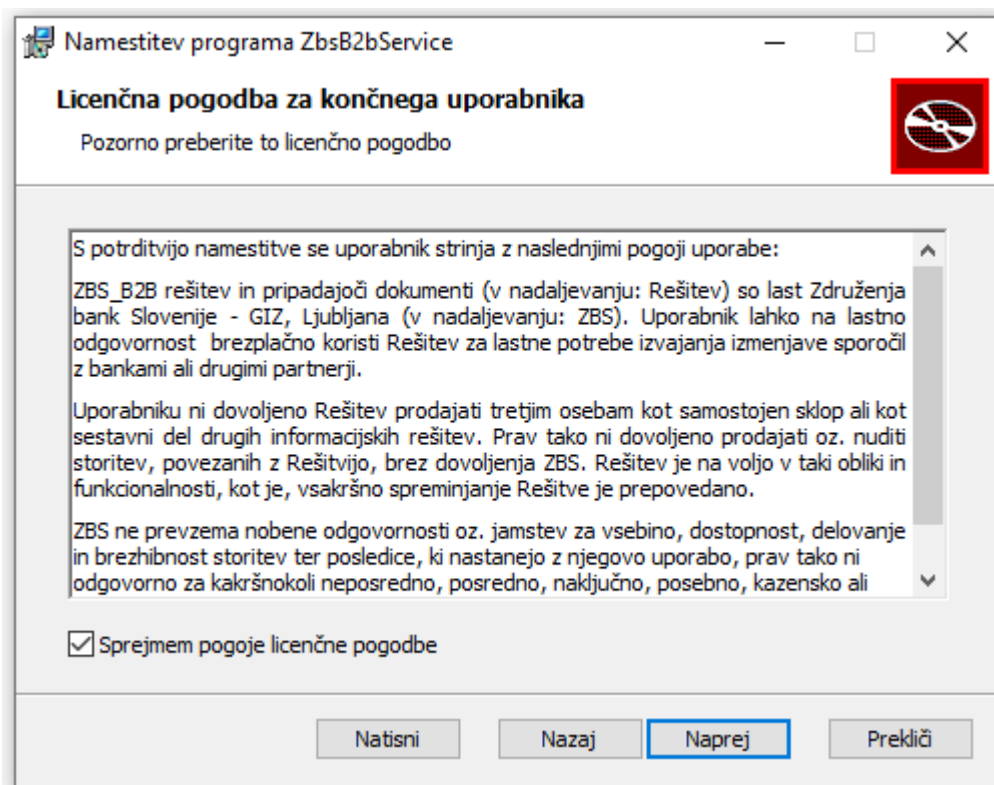 Namestitev programa ZbsB2bService
Licenčna pogodba za končnega uporabnika
Pozorno preberite to licenčno pogodbo
S potrditvijo namestitve se uporabnik strinja z naslednjimi pogoji uporabe:
ZBS_B2B rešitev in pripadajoči dokumenti (v nadaljevanju: Rešitev) so last Združenja
bank Slovenije - GIZ, Ljubljana (v nadaljevanju: ZBS). Uporabnik lahko na lastno
odgovornost  brezplačno koristi Rešitev za lastne potrebe izvajanja izmenjave sporočil
z bankami ali drugimi partnerji.
Uporabniku ni dovoljeno Rešitev prodajati tretjim osebam kot samostojen sklop ali kot
sestavni del drugih informacijskih rešitev. Prav tako ni dovoljeno prodajati oz. nuditi
storitev, povezanih z Rešitvijo, brez dovoljenja ZBS. Rešitev je na voljo v taki obliki in
funkcionalnosti, kot je, vsakršno spreminjanje Rešitve je prepovedano.
ZBS ne prevzema nobene odgovornosti oz. jamstev za vsebino, dostopnost, delovanje
in brezhibnost storitev ter posledice, ki nastanejo z njegovo uporabo, prav tako ni
odgovorno za kakršnokoli neposredno, posredno, naključno, posebno, kazensko ali
Sprejmem pogoje licenčne pogodbe
Natisni
Nazaj
Naprej
Prekliči